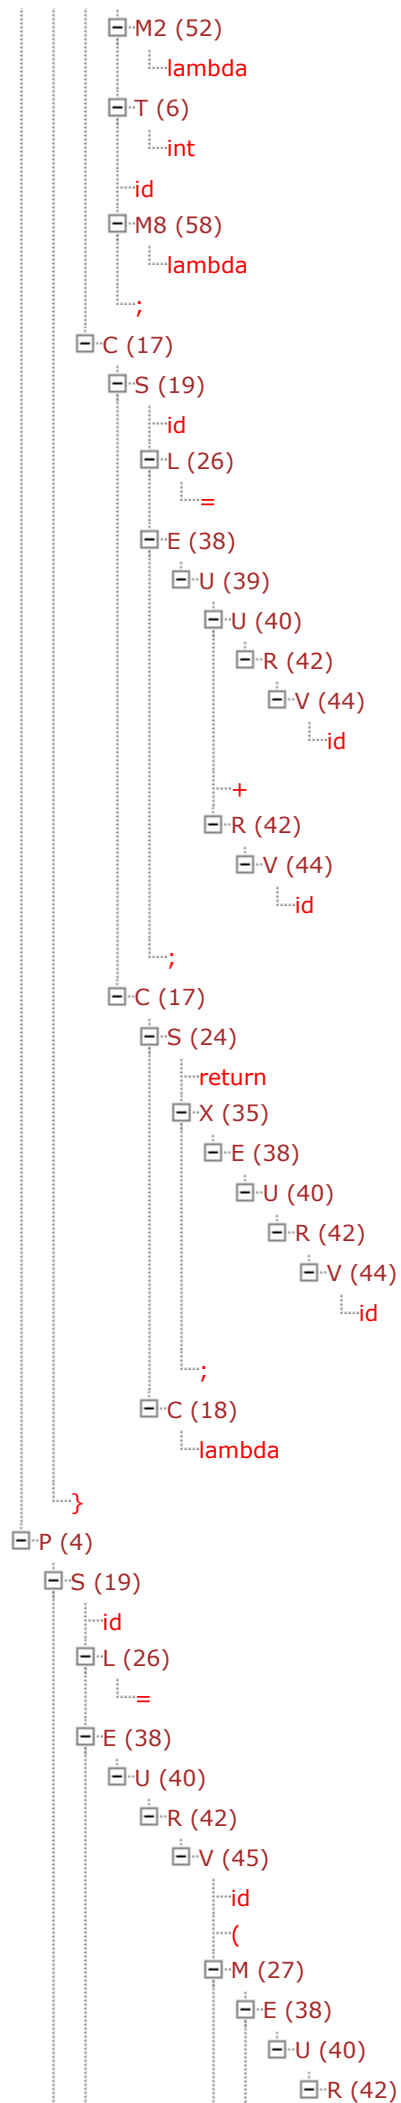 M2 (52)
lambda
T (6)
int
id
M8 (58)
lambda
;
C (17)
S (19)
id
L (26)
=
E (38)
U (39)
U (40)
R (42)
V (44)
id
+
R (42)
V (44)
id
;
C (17)
S (24)
return
X (35)
E (38)
U (40)
R (42)
V (44)
id
;
C (18)
lambda
}
P (4)
S (19)
id
L (26)
=
E (38)
U (40)
R (42)
V (45)
id
(
M (27)
E (38)
U (40)
R (42)